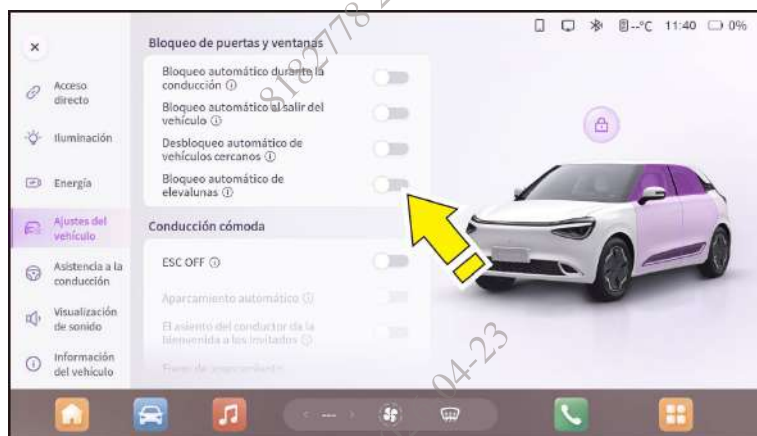 --°C 11:40 0%
Bloqueo de puertas y ventanas
Bloqueo automático durante la
conducción
Bloqueo automático al salir del
vehículo
Desbloqueo automático de
vehículos cercanos
Bloqueo automático de
elevalunas
Conducción cómoda
ESC OFF
Aparcamiento automático
El asiento del conductor da la
bienvenida a los invitados
Acceso
directo
Iluminación
Energía
Ajustes del
vehículo
Asistencia a la
conducción
Visualización
de sonido
Información
del vehículo
8182778
04-23